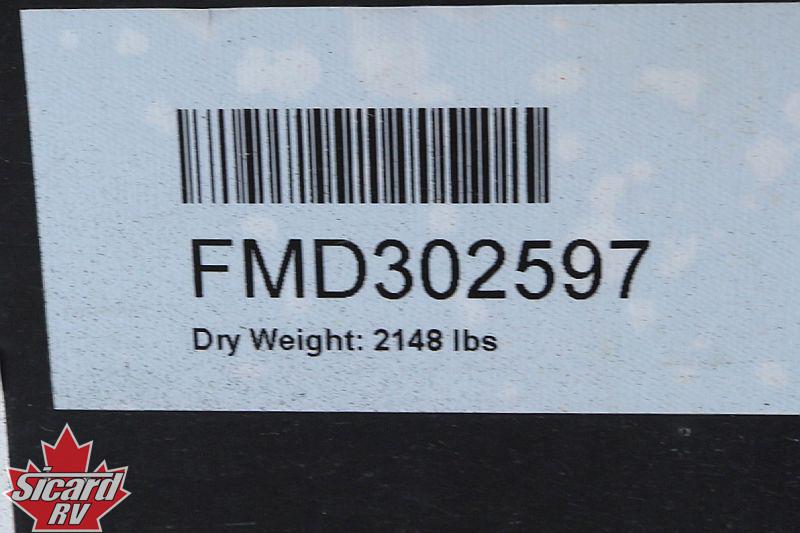 FMD302597
Dry Weight: 2148 lbs
Sicard
RV